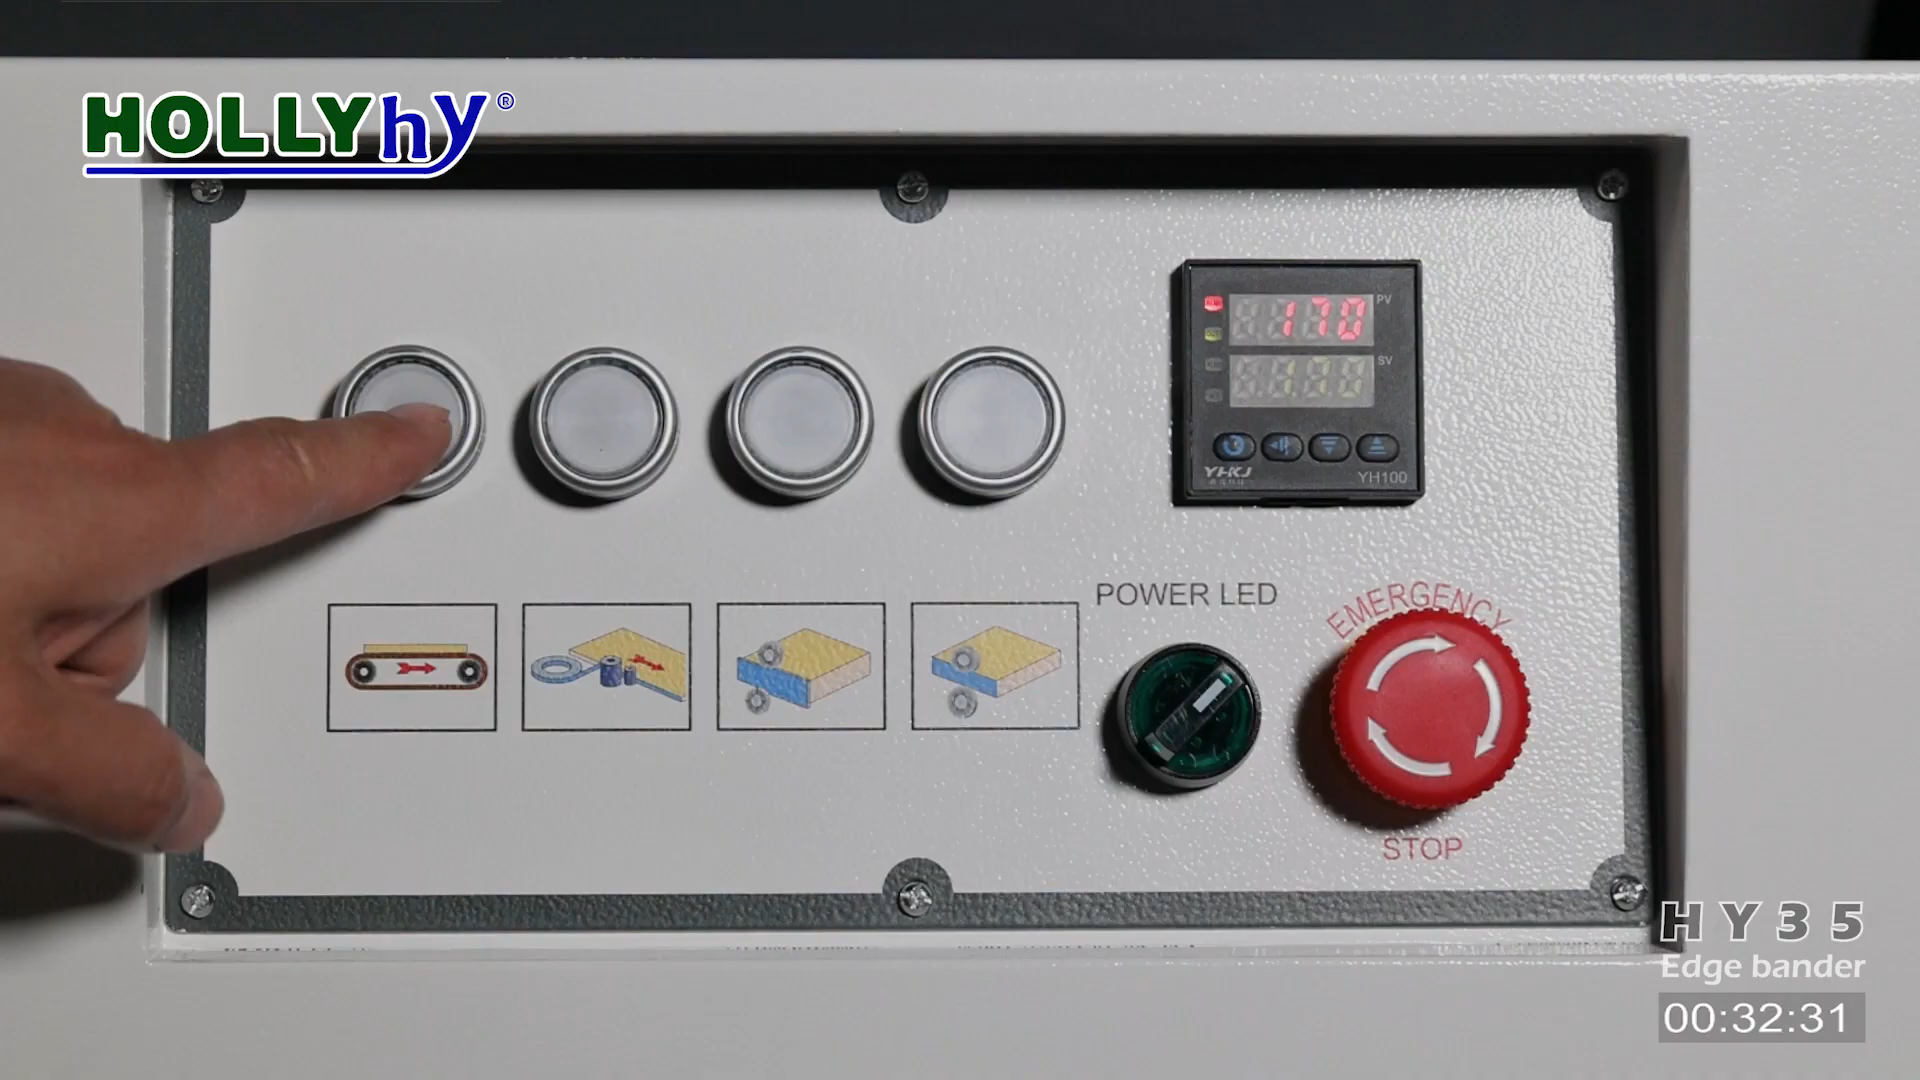 HOLLYhy®
170
PV
SV
YHKJ
YH100
POWER LED
EMERGENCY
STOP
HY35
Edge bander
00:32:31